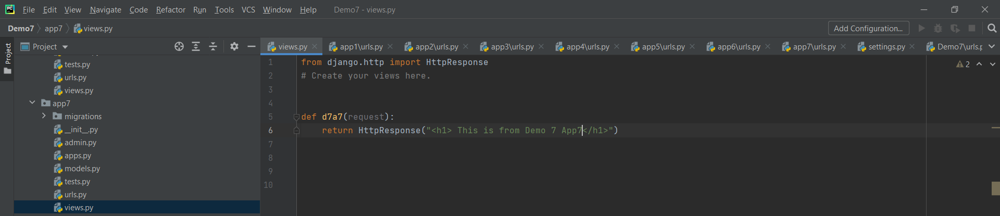 PC File Edit View Navigate Code Refactor Run Tools VCS Window Help Demo7 - views.py
Demo7 app7 views.py Add Configuration...
Project
Project views.py app1\urls.py app2\urls.py app3\urls.py app4\urls.py app5\urls.py app6\urls.py app7\urls.py settings.py Demo7\urls.p
tests.py
urls.py
views.py
app7
migrations
__init__.py
admin.py
apps.py
models.py
tests.py
urls.py
views.py
1 from django.http import HttpResponse
2 # Create your views here.
3
4
5 def d7a7(request):
6 return HttpResponse("<h1> This is from Demo 7 App7</h1>")
7
8
9
10
2